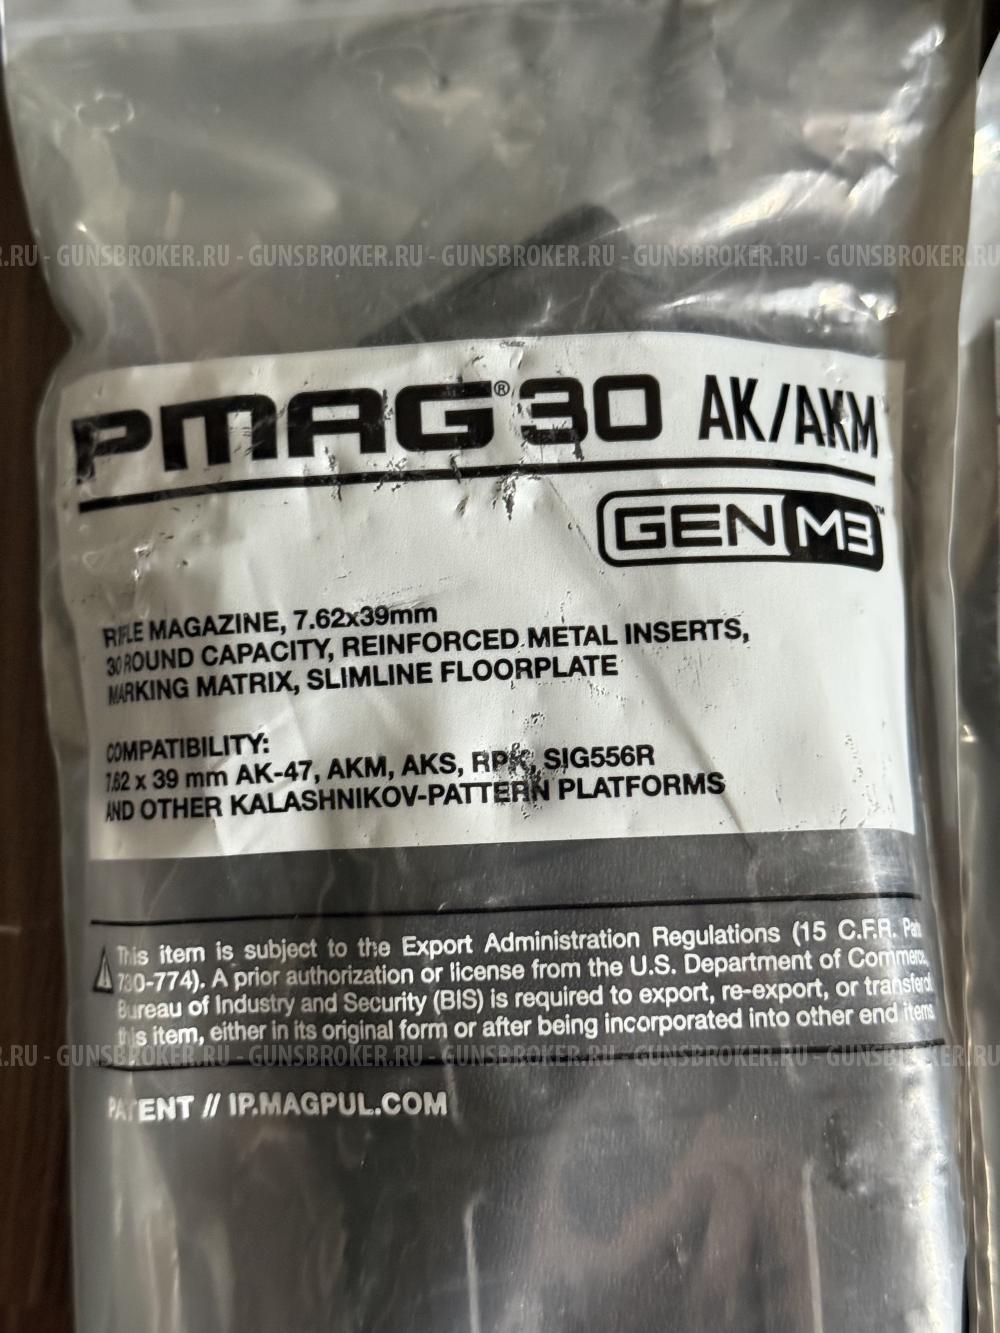 .RU - GUNSBROKER.RU - GUNSBROKER.RU - GUNSBROKER.RU - GUNSBROKER.RU - GUNSBROKER.RU
PMAG® 30 AK/AKM
GEN M3™
RIFLE MAGAZINE, 7.62x39mm
30 ROUND CAPACITY, REINFORCED METAL INSERTS,
MARKING MATRIX, SLIMLINE FLOORPLATE
COMPATIBILITY:
7.62 x 39 mm AK-47, AKM, AKS, RPK, SIG556R
AND OTHER KALASHNIKOV-PATTERN PLATFORMS
This item is subject to the Export Administration Regulations (15 C.F.R. Parts
730-774). A prior authorization or license from the U.S. Department of Commerce,
Bureau of Industry and Security (BIS) is required to export, re-export, or transfer
this item, either in its original form or after being incorporated into other end items.
.RU - GUNSBROKER.RU - GUNSBROKER.RU - GUNSBROKER.RU - GUNSBROKER.RU - GUNSBROKER.RU
PATENT // IP.MAGPUL.COM